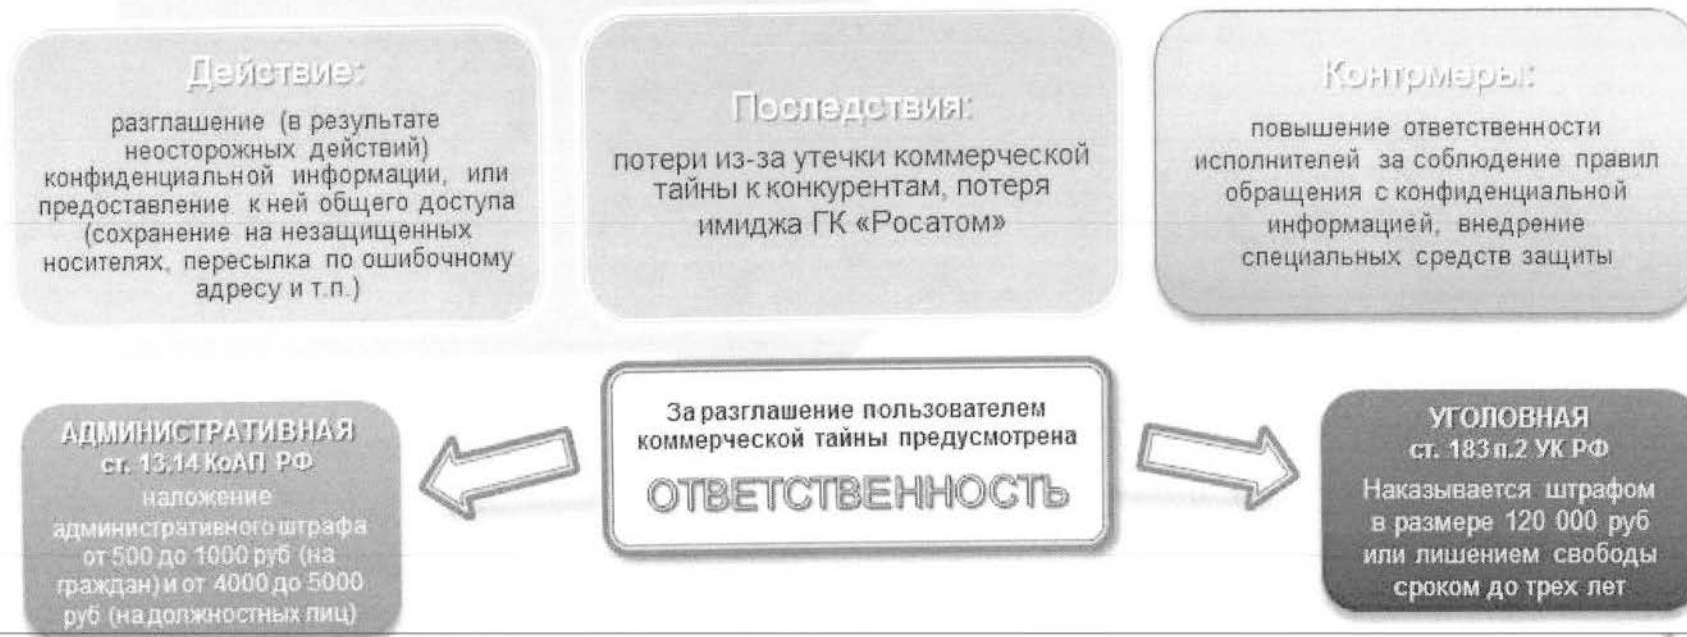 Действие:
разглашение (в результате
неосторожных действий)
конфиденциальной информации, или
предоставление к ней общего доступа
(сохранение на незащищенных
носителях, пересылка по ошибочному
адресу и т.п.)
Последствия:
потери из-за утечки коммерческой
тайны к конкурентам, потеря
имиджа ГК «Росатом»
Контрмеры:
повышение ответственности
исполнителей за соблюдение правил
обращения с конфиденциальной
информацией, внедрение
специальных средств защиты
За разглашение пользователем
коммерческой тайны предусмотрена
ОТВЕТСТВЕННОСТЬ
АДМИНИСТРАТИВНАЯ
ст. 13.14 КоАП РФ
наложение
административного штрафа
от 500 до 1000 руб (на
граждан) и от 4000 до 5000
руб (на должностных лиц)
УГОЛОВНАЯ
ст. 183 п.2 УК РФ
Наказывается штрафом
в размере 120 000 руб
или лишением свободы
сроком до трех лет